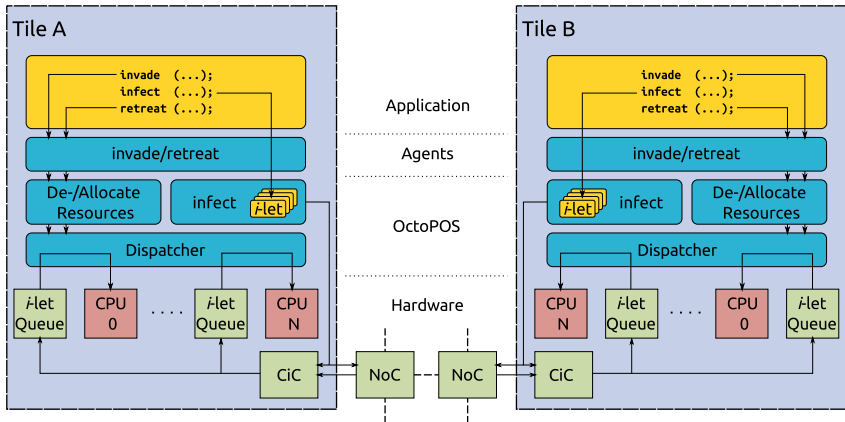 Tile A
invade (...);
infect (...);
retreat (...);
invade/retreat
De-/Allocate
Resources
infect
i-let
Dispatcher
i-let
Queue
CPU
0
. . . .
i-let
Queue
CPU
N
CiC
NoC
Application
Agents
OctoPOS
Hardware
NoC
Tile B
invade (...);
infect (...);
retreat (...);
invade/retreat
i-let
infect
De-/Allocate
Resources
Dispatcher
CPU
N
i-let
Queue
. . . .
CPU
0
i-let
Queue
CiC